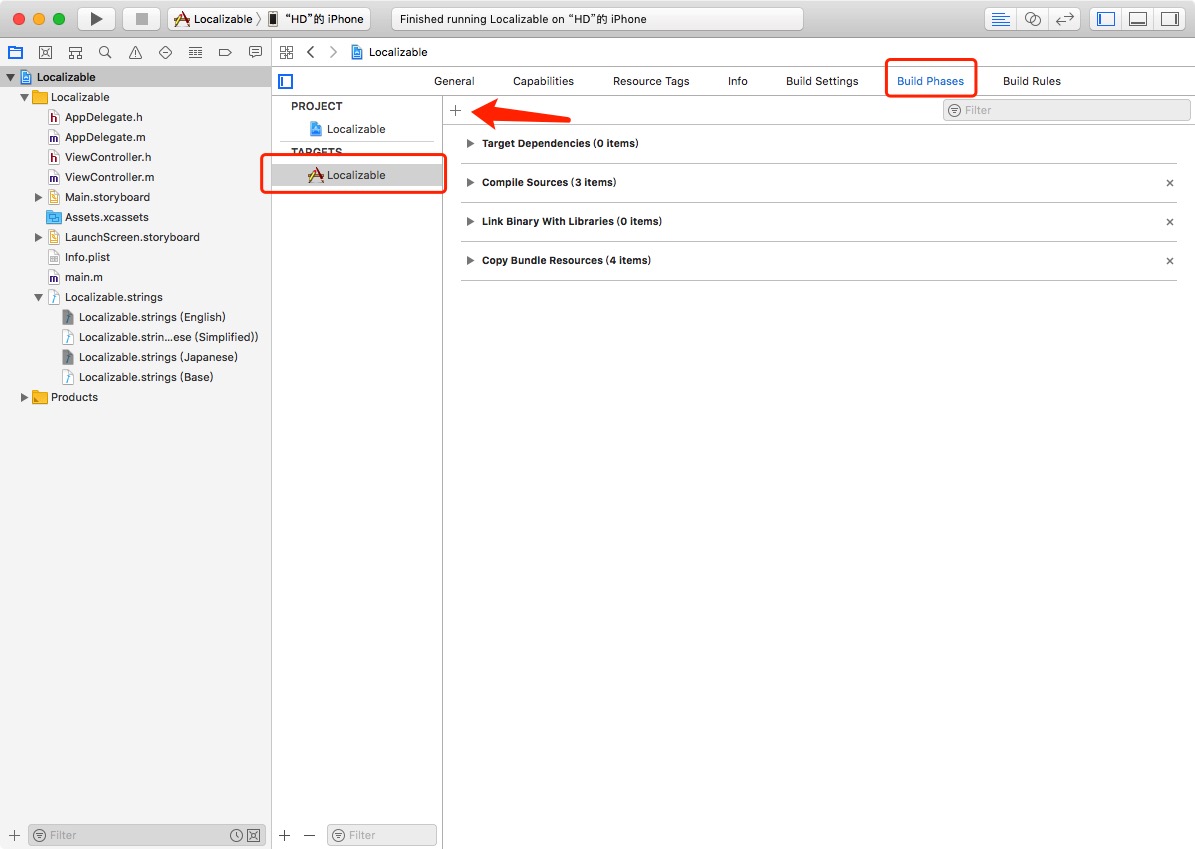 Localizable 〉 “HD”的 iPhone
Finished running Localizable on “HD”的 iPhone
Localizable
Localizable
Localizable
AppDelegate.h
AppDelegate.m
ViewController.h
ViewController.m
Main.storyboard
Assets.xcassets
LaunchScreen.storyboard
Info.plist
main.m
Localizable.strings
Localizable.strings (English)
Localizable.strin...ese (Simplified))
Localizable.strings (Japanese)
Localizable.strings (Base)
Products
Filter
General Capabilities Resource Tags Info Build Settings Build Phases Build Rules
PROJECT
Localizable
TARGETS
Localizable
Filter
Filter
Target Dependencies (0 items)
Compile Sources (3 items)
Link Binary With Libraries (0 items)
Copy Bundle Resources (4 items)